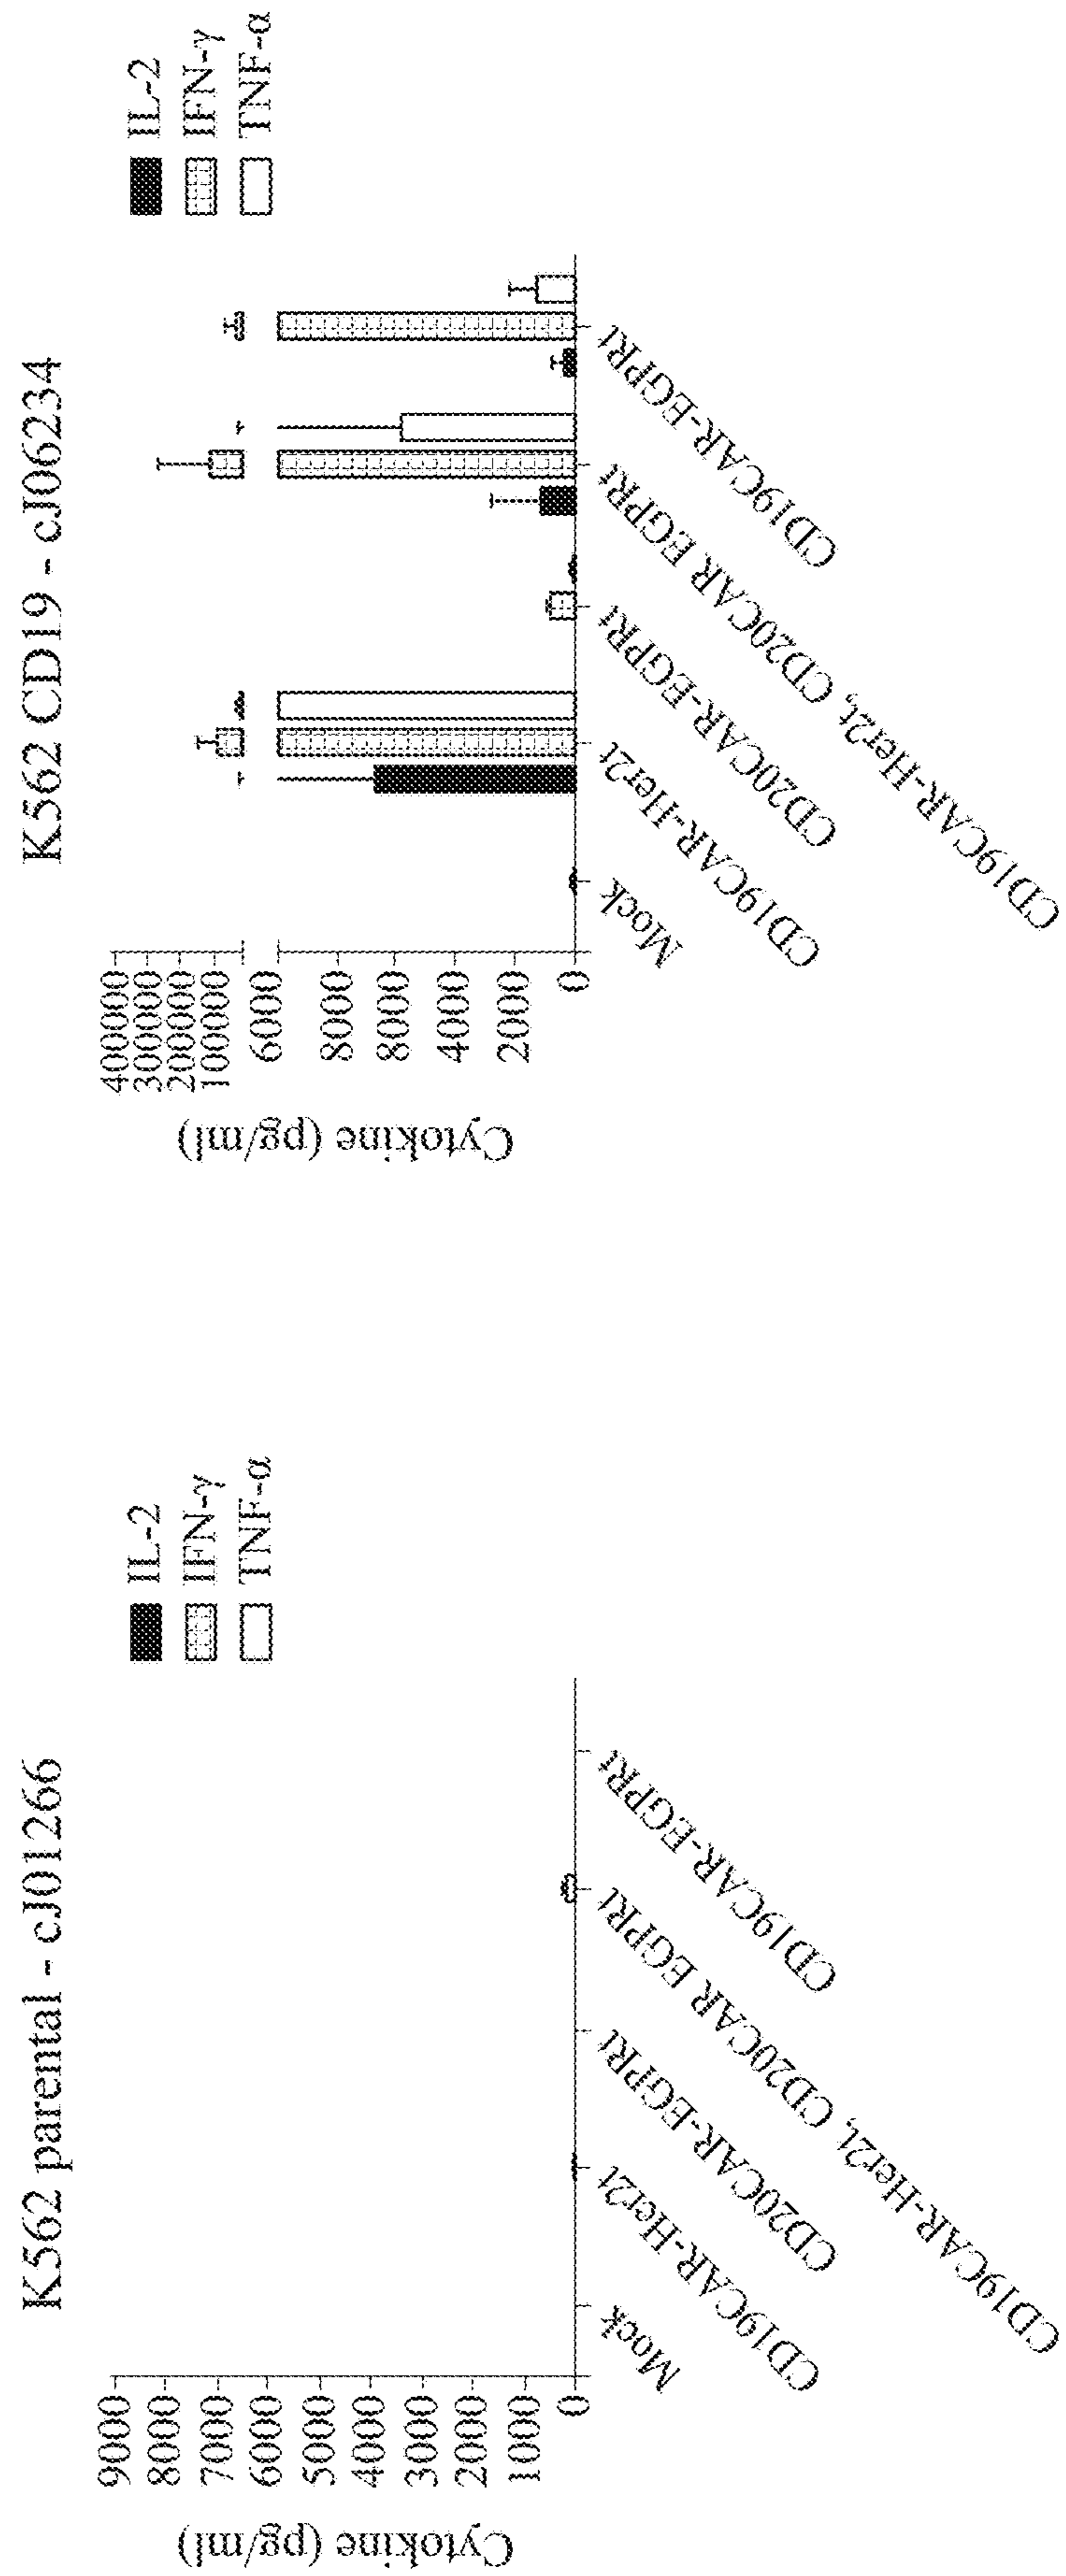 K562 parental - cJ01266
IL-2
IFN-γ
TNF-α
Cytokine (pg/ml)
9000
8000
7000
6000
5000
4000
3000
2000
1000
0
Mock
CD19CAR-Her2t
CD20CAR-EGPRt
CD19CAR-Her2t, CD20CAR EGPRt
CD19CAR-EGPRt
K562 CD19 - cJ06234
IL-2
IFN-γ
TNF-α
Cytokine (pg/ml)
400000
300000
200000
100000
6000
8000
8000
4000
2000
0
Mock
CD19CAR-Her2t
CD20CAR-EGPRt
CD19CAR-Her2t, CD20CAR EGPRt
CD19CAR-EGPRt